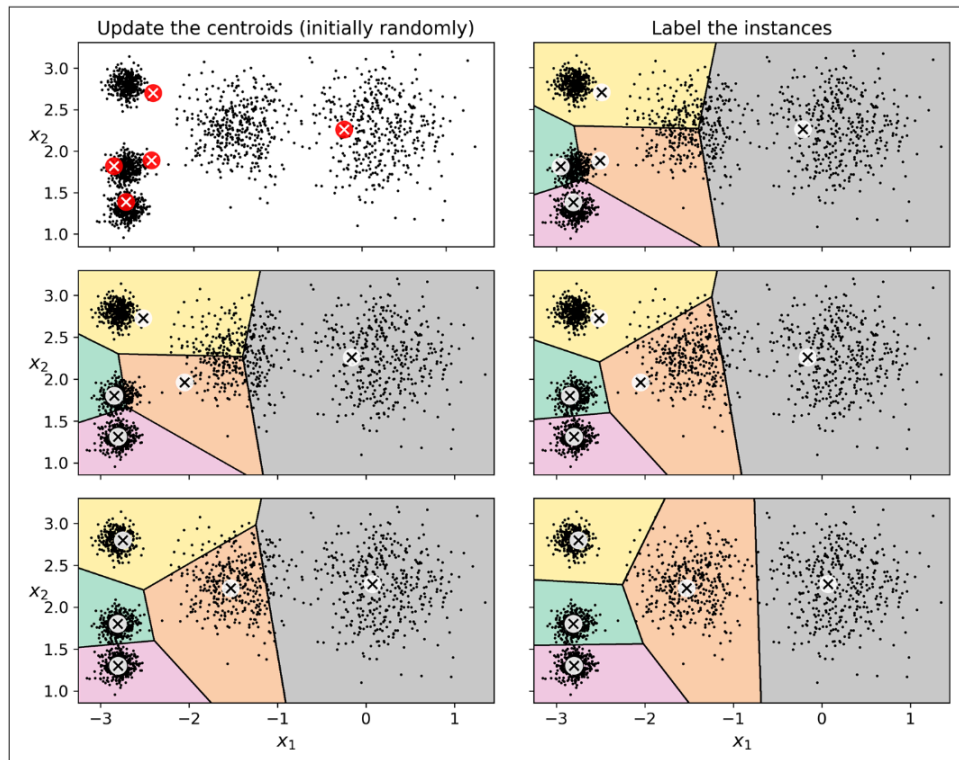 Update the centroids (initially randomly)
Label the instances
3.0
2.5
x2
2.0
1.5
1.0
3.0
2.5
x2
2.0
1.5
1.0
3.0
2.5
x2
2.0
1.5
1.0
−3 −2 −1 0 1
−3 −2 −1 0 1
x1
x1